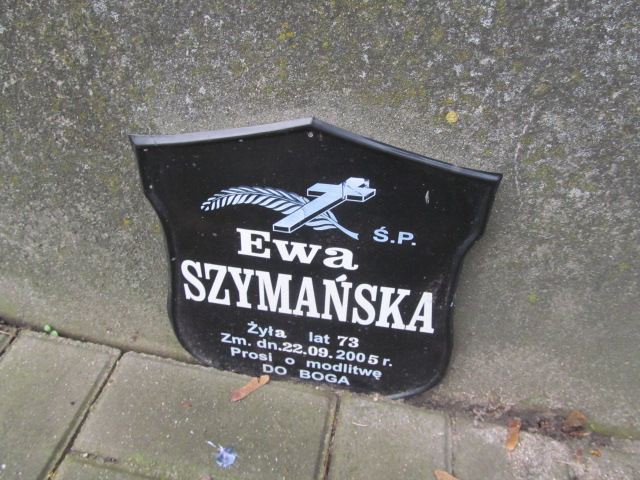 Ś.P.
Ewa
SZYMAŃSKA
Żyła lat 73
Zm. dn.22.09.2005 r.
Prosi o modlitwę
DO BOGA